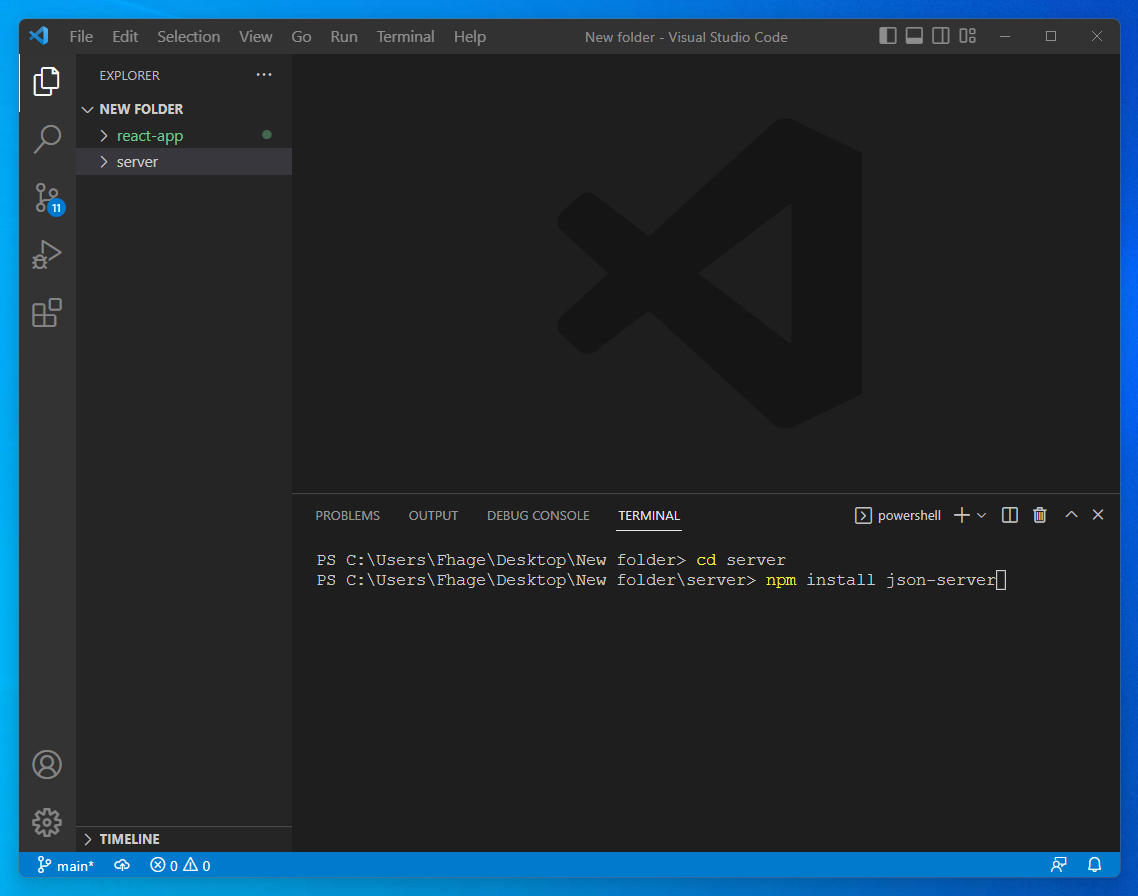 File Edit Selection View Go Run Terminal Help New folder - Visual Studio Code
EXPLORER
NEW FOLDER
react-app
server
11
PROBLEMS OUTPUT DEBUG CONSOLE TERMINAL powershell
PS C:\Users\Fhage\Desktop\New folder> cd server
PS C:\Users\Fhage\Desktop\New folder\server> npm install json-server
TIMELINE
main* 0 0